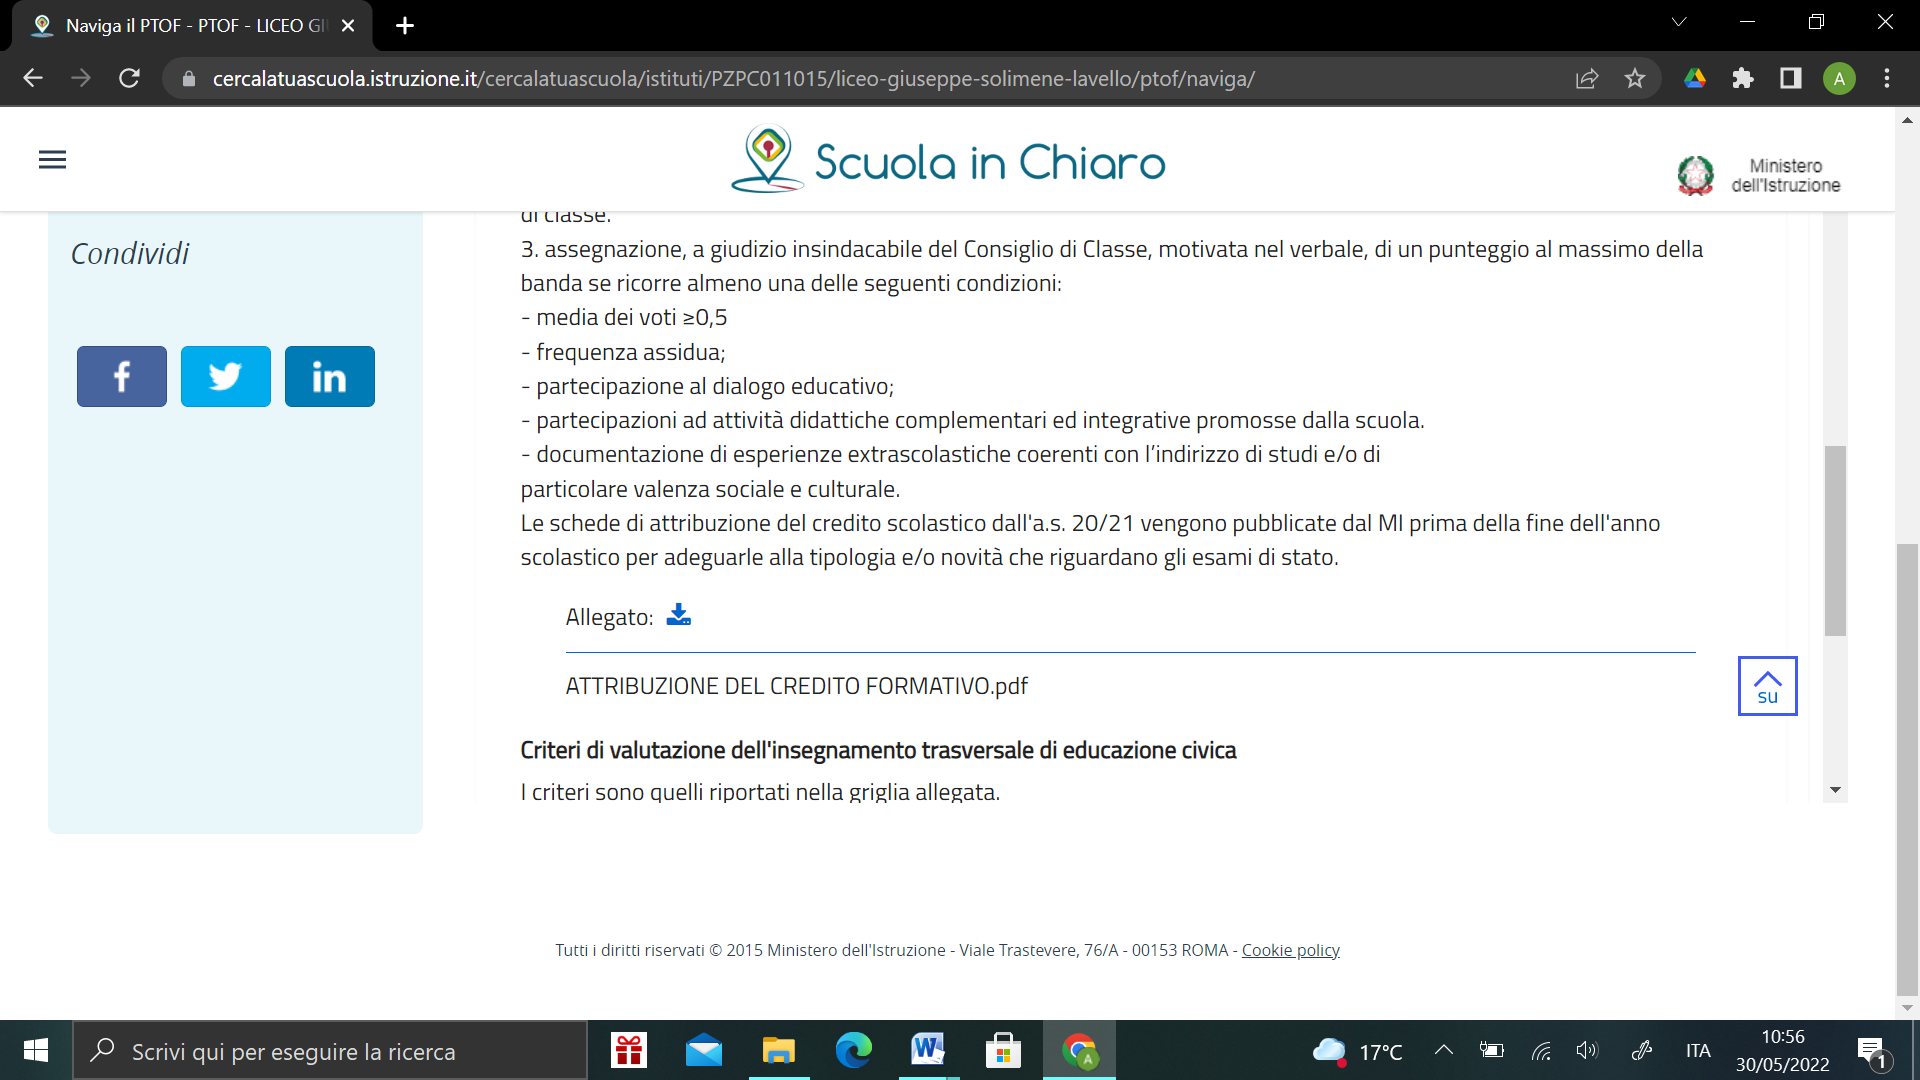 Naviga il PTOF - PTOF - LICEO GI
cercalatuascuola.istruzione.it/cercalatuascuola/istituti/PZPC011015/liceo-giuseppe-solimene-lavello/ptof/naviga/
A
Scuola in Chiaro
Ministero
dell'Istruzione
Condividi
di classe.
3. assegnazione, a giudizio insindacabile del Consiglio di Classe, motivata nel verbale, di un punteggio al massimo della
banda se ricorre almeno una delle seguenti condizioni:
- media dei voti ≥0,5
- frequenza assidua;
- partecipazione al dialogo educativo;
- partecipazioni ad attività didattiche complementari ed integrative promosse dalla scuola.
- documentazione di esperienze extrascolastiche coerenti con l’indirizzo di studi e/o di
particolare valenza sociale e culturale.
Le schede di attribuzione del credito scolastico dall'a.s. 20/21 vengono pubblicate dal MI prima della fine dell'anno
scolastico per adeguarle alla tipologia e/o novità che riguardano gli esami di stato.
Allegato:
ATTRIBUZIONE DEL CREDITO FORMATIVO.pdf
su
Criteri di valutazione dell'insegnamento trasversale di educazione civica
I criteri sono quelli riportati nella griglia allegata.
Tutti i diritti riservati © 2015 Ministero dell'Istruzione - Viale Trastevere, 76/A - 00153 ROMA - Cookie policy
Scrivi qui per eseguire la ricerca
17°C
ITA
10:56
30/05/2022
1